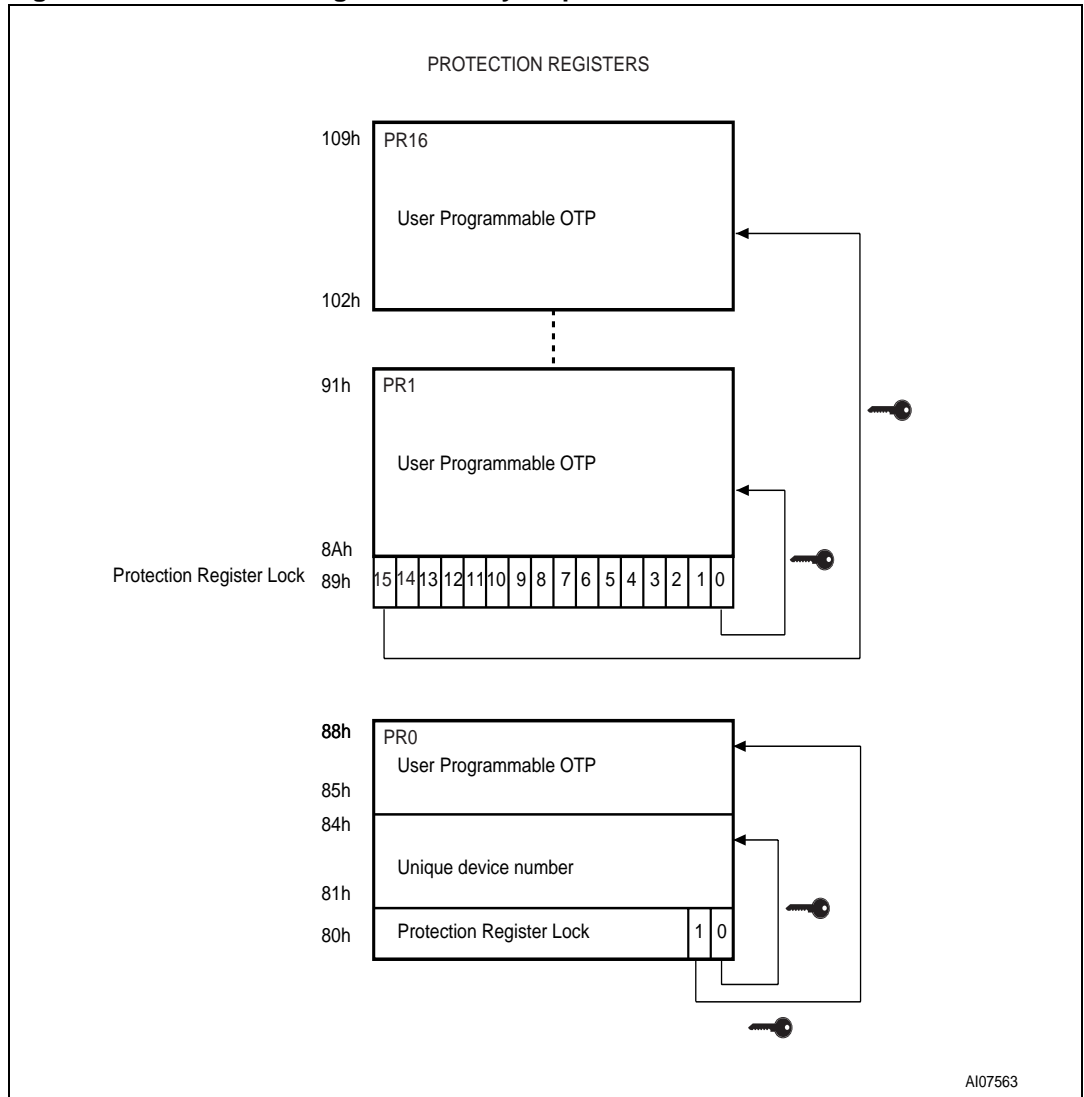 PROTECTION REGISTERS
109h PR16
User Programmable OTP
102h
91h PR1
User Programmable OTP
8Ah
Protection Register Lock 89h 15 14 13 12 11 10 9 8 7 6 5 4 3 2 1 0
88h PR0
User Programmable OTP
85h
84h
Unique device number
81h
80h Protection Register Lock 1 0
AI07563